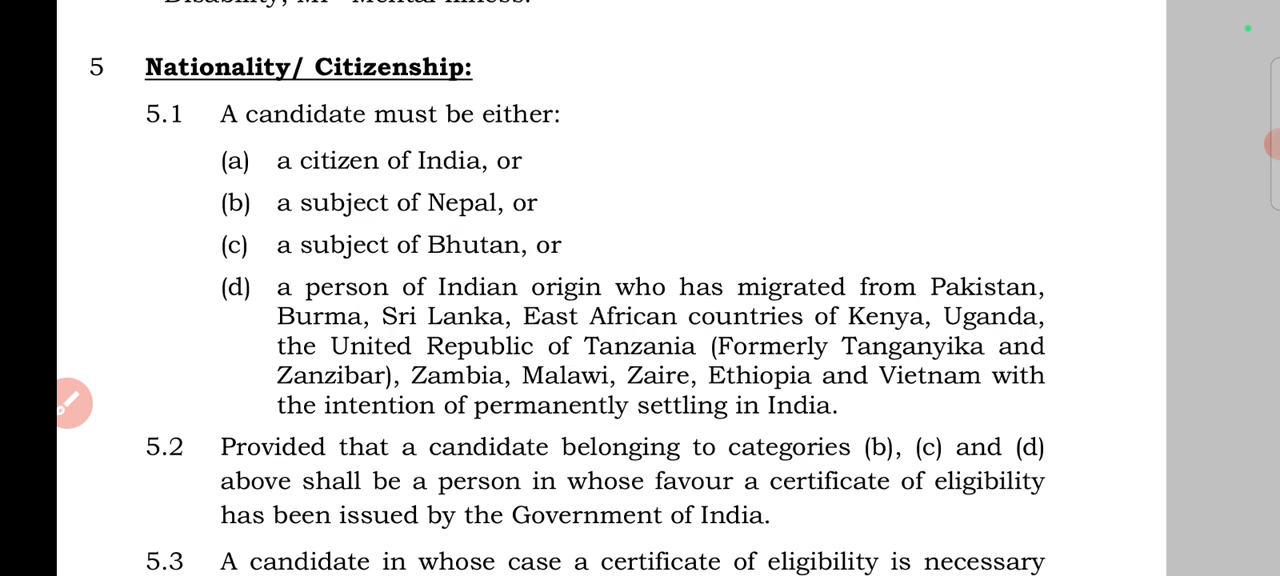 Disability, MI- Mental illness.
5 Nationality/ Citizenship:
5.1 A candidate must be either:
(a) a citizen of India, or
(b) a subject of Nepal, or
(c) a subject of Bhutan, or
(d) a person of Indian origin who has migrated from Pakistan,
Burma, Sri Lanka, East African countries of Kenya, Uganda,
the United Republic of Tanzania (Formerly Tanganyika and
Zanzibar), Zambia, Malawi, Zaire, Ethiopia and Vietnam with
the intention of permanently settling in India.
5.2 Provided that a candidate belonging to categories (b), (c) and (d)
above shall be a person in whose favour a certificate of eligibility
has been issued by the Government of India.
5.3 A candidate in whose case a certificate of eligibility is necessary